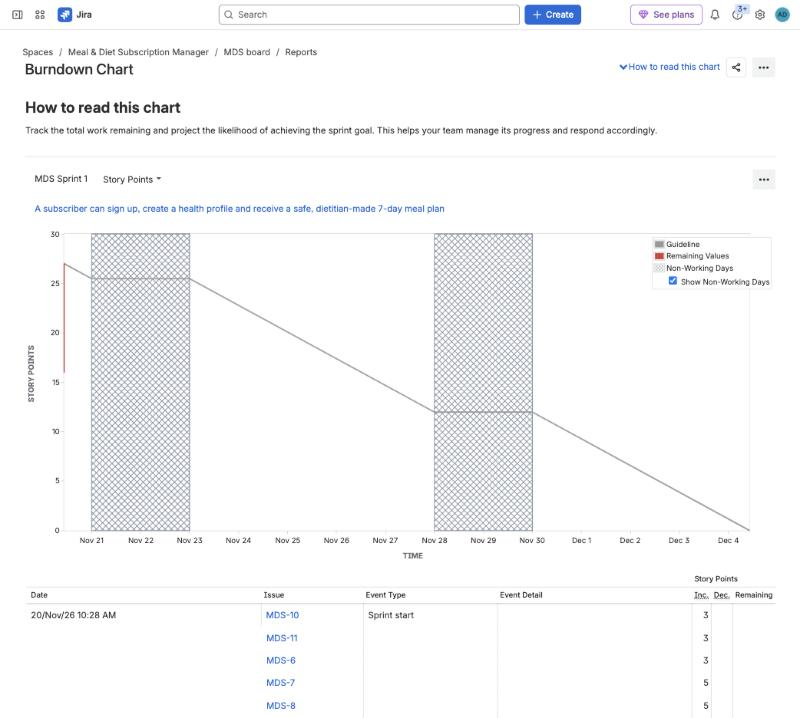 Jira
Search
+ Create
See plans
3+
AD
Spaces / Meal & Diet Subscription Manager / MDS board / Reports
Burndown Chart
How to read this chart
How to read this chart
Track the total work remaining and project the likelihood of achieving the sprint goal. This helps your team manage its progress and respond accordingly.
MDS Sprint 1 Story Points
A subscriber can sign up, create a health profile and receive a safe, dietitian-made 7-day meal plan
30
25
20
15
10
5
0
STORY POINTS
Guideline
Remaining Values
Non-Working Days
Show Non-Working Days
Nov 21 Nov 22 Nov 23 Nov 24 Nov 25 Nov 26 Nov 27 Nov 28 Nov 29 Nov 30 Dec 1 Dec 2 Dec 3 Dec 4
TIME
Story Points
Date Issue Event Type Event Detail Inc. Dec. Remaining
20/Nov/26 10:28 AM MDS-10 Sprint start 3
MDS-11 3
MDS-6 3
MDS-7 5
MDS-8 5